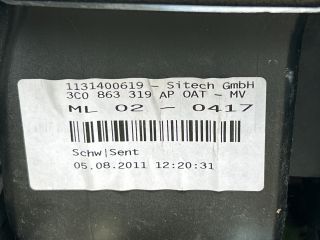 1131400619 - Sitech GmbH
3C0 863 319 AP OAT - MV
ML 02 - 0417
Schw|Sent
05.08.2011 12:20:31